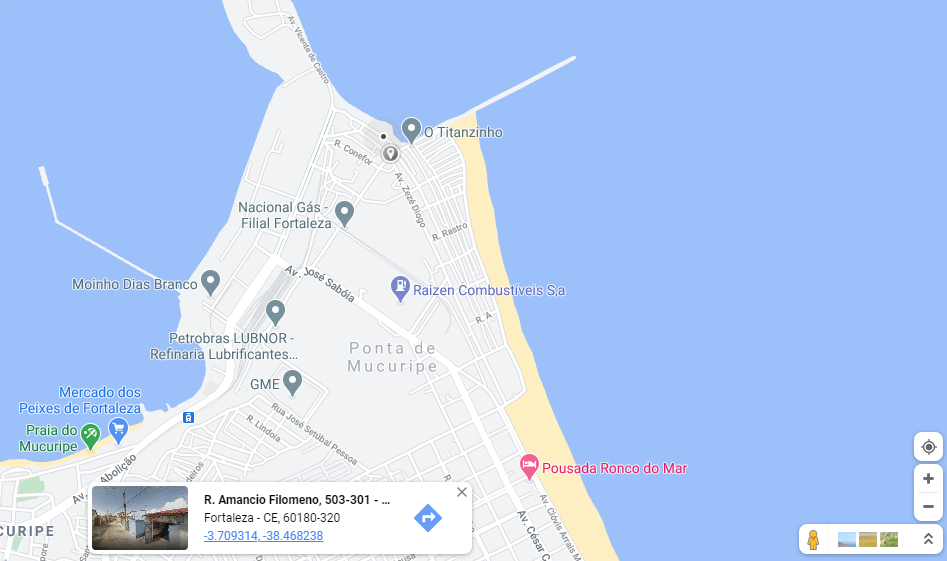 Av. Vicente de Castro
O Titanzinho
R. Conefor
Av. Zezé Diogo
Nacional Gás -
Filial Fortaleza
R. Rastro
Av. José Sabóia
Moinho Dias Branco
Raizen Combustíveis S,a
R. A
Petrobras LUBNOR -
Refinaria Lubrificantes...
Ponta de
Mucuripe
GME
Mercado dos
Peixes de Fortaleza
Rua José Setúbal Pessoa
R. Lindoia
Praia do
Mucuripe
Av. Abolição
Pousada Ronco do Mar
R. Amancio Filomeno, 503-301 - ...
Fortaleza - CE, 60180-320
-3.709314, -38.468238
Av. César C
Av. Clóvis Arrais M
CURIPE